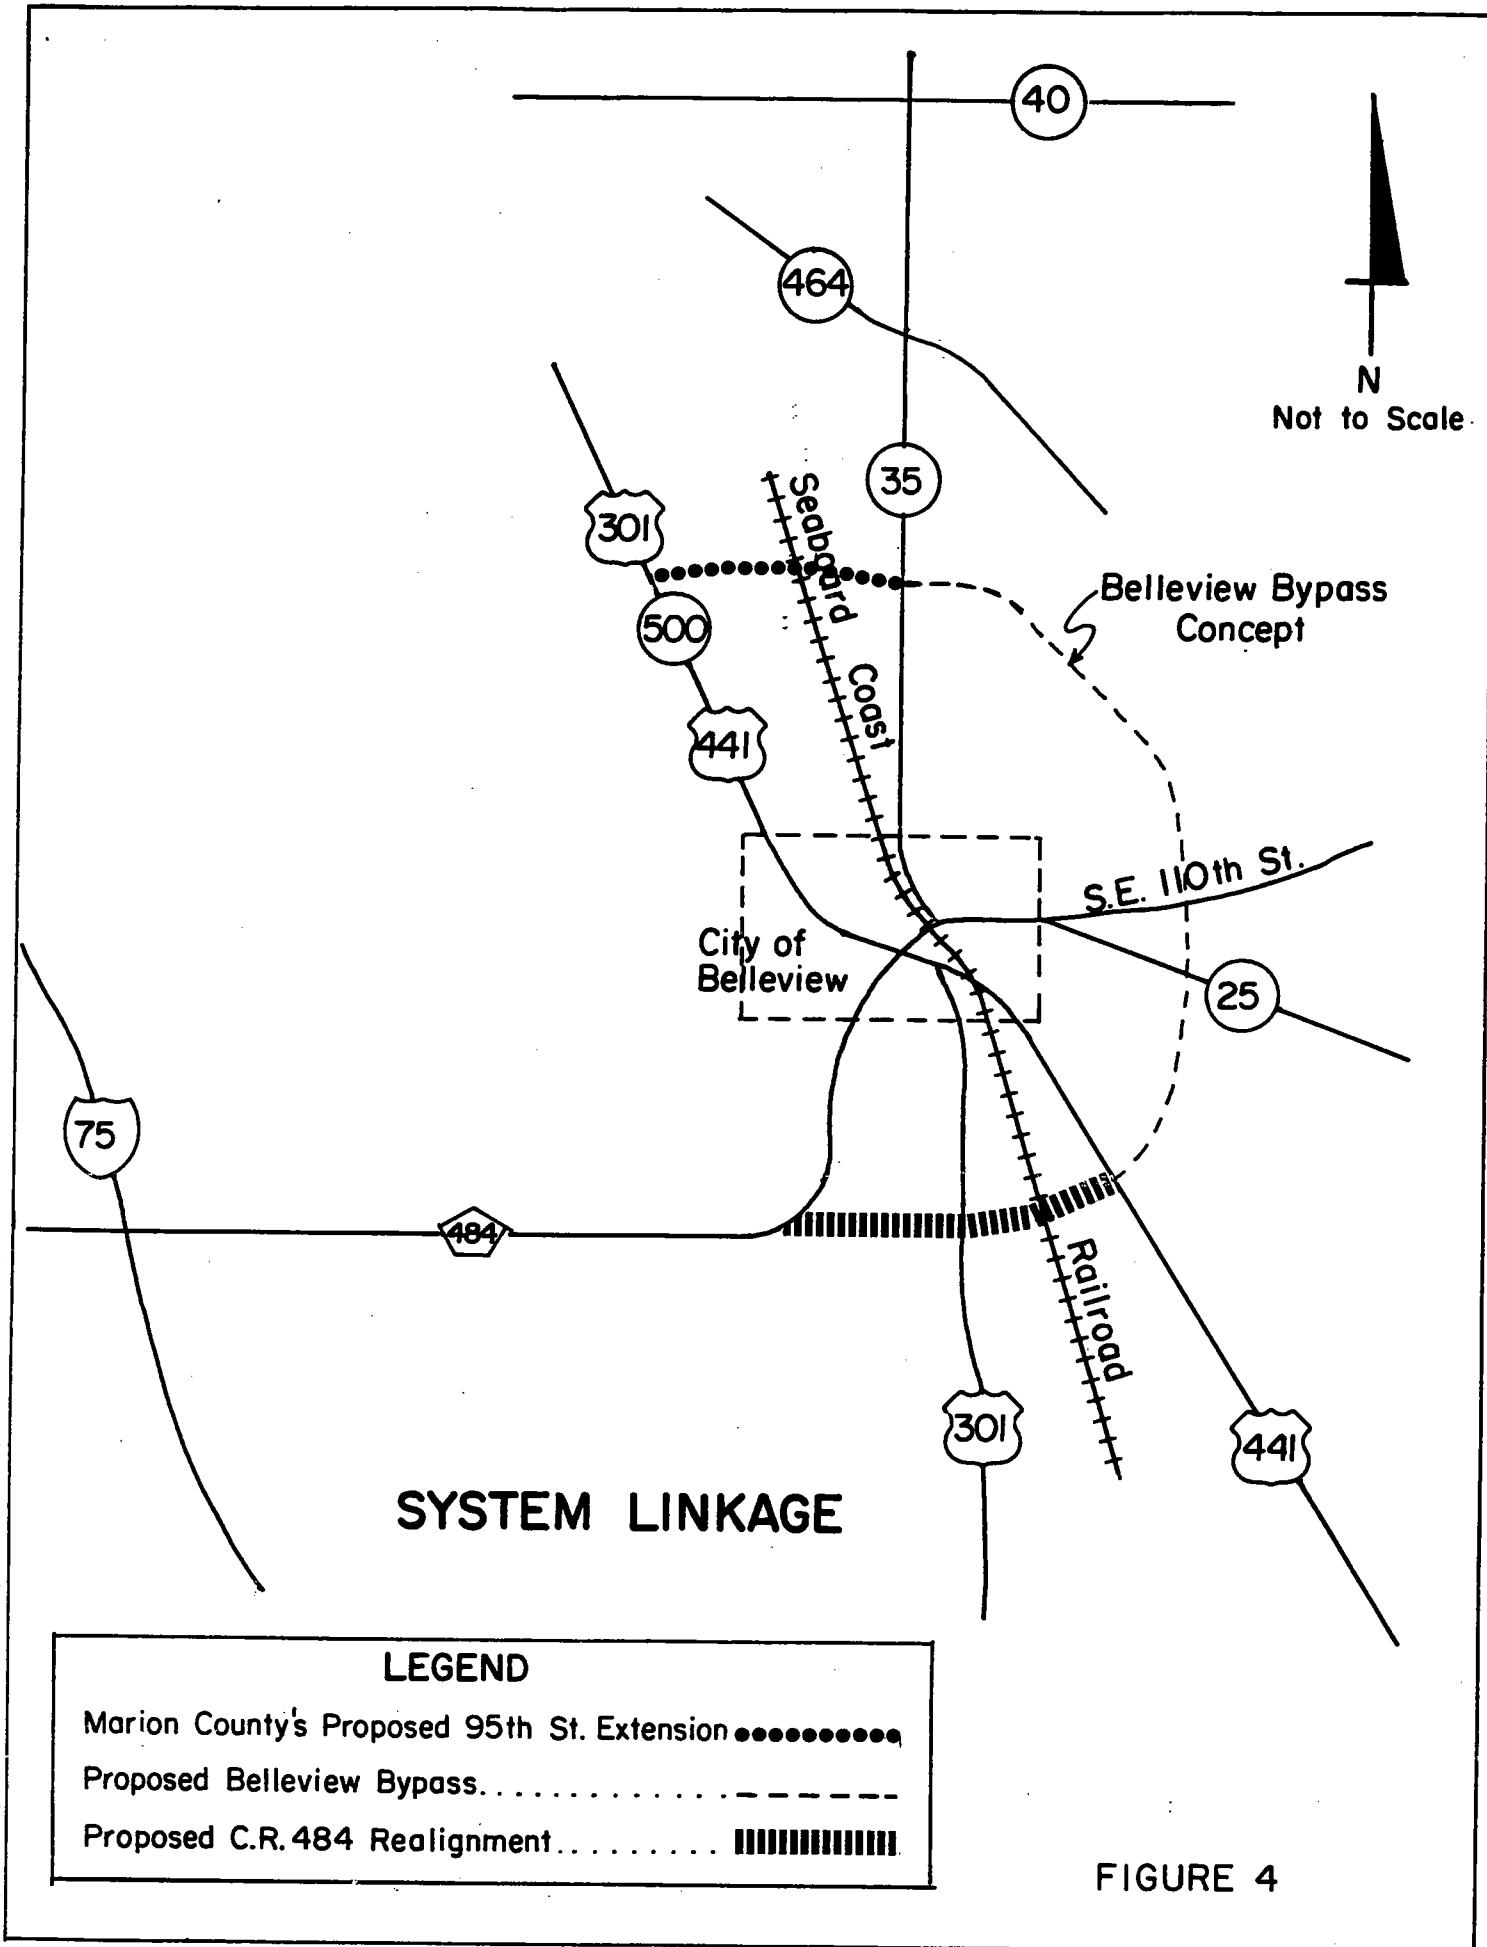 40
464
N
Not to Scale
35
301
Seaboard
500
Belleview Bypass
Concept
Coast
441
S.E. 110th St.
City of
Belleview
25
75
484
Railroad
301
441
SYSTEM LINKAGE
LEGEND
Marion County's Proposed 95th St. Extension
Proposed Belleview Bypass............
Proposed C.R. 484 Realignment.........
FIGURE 4